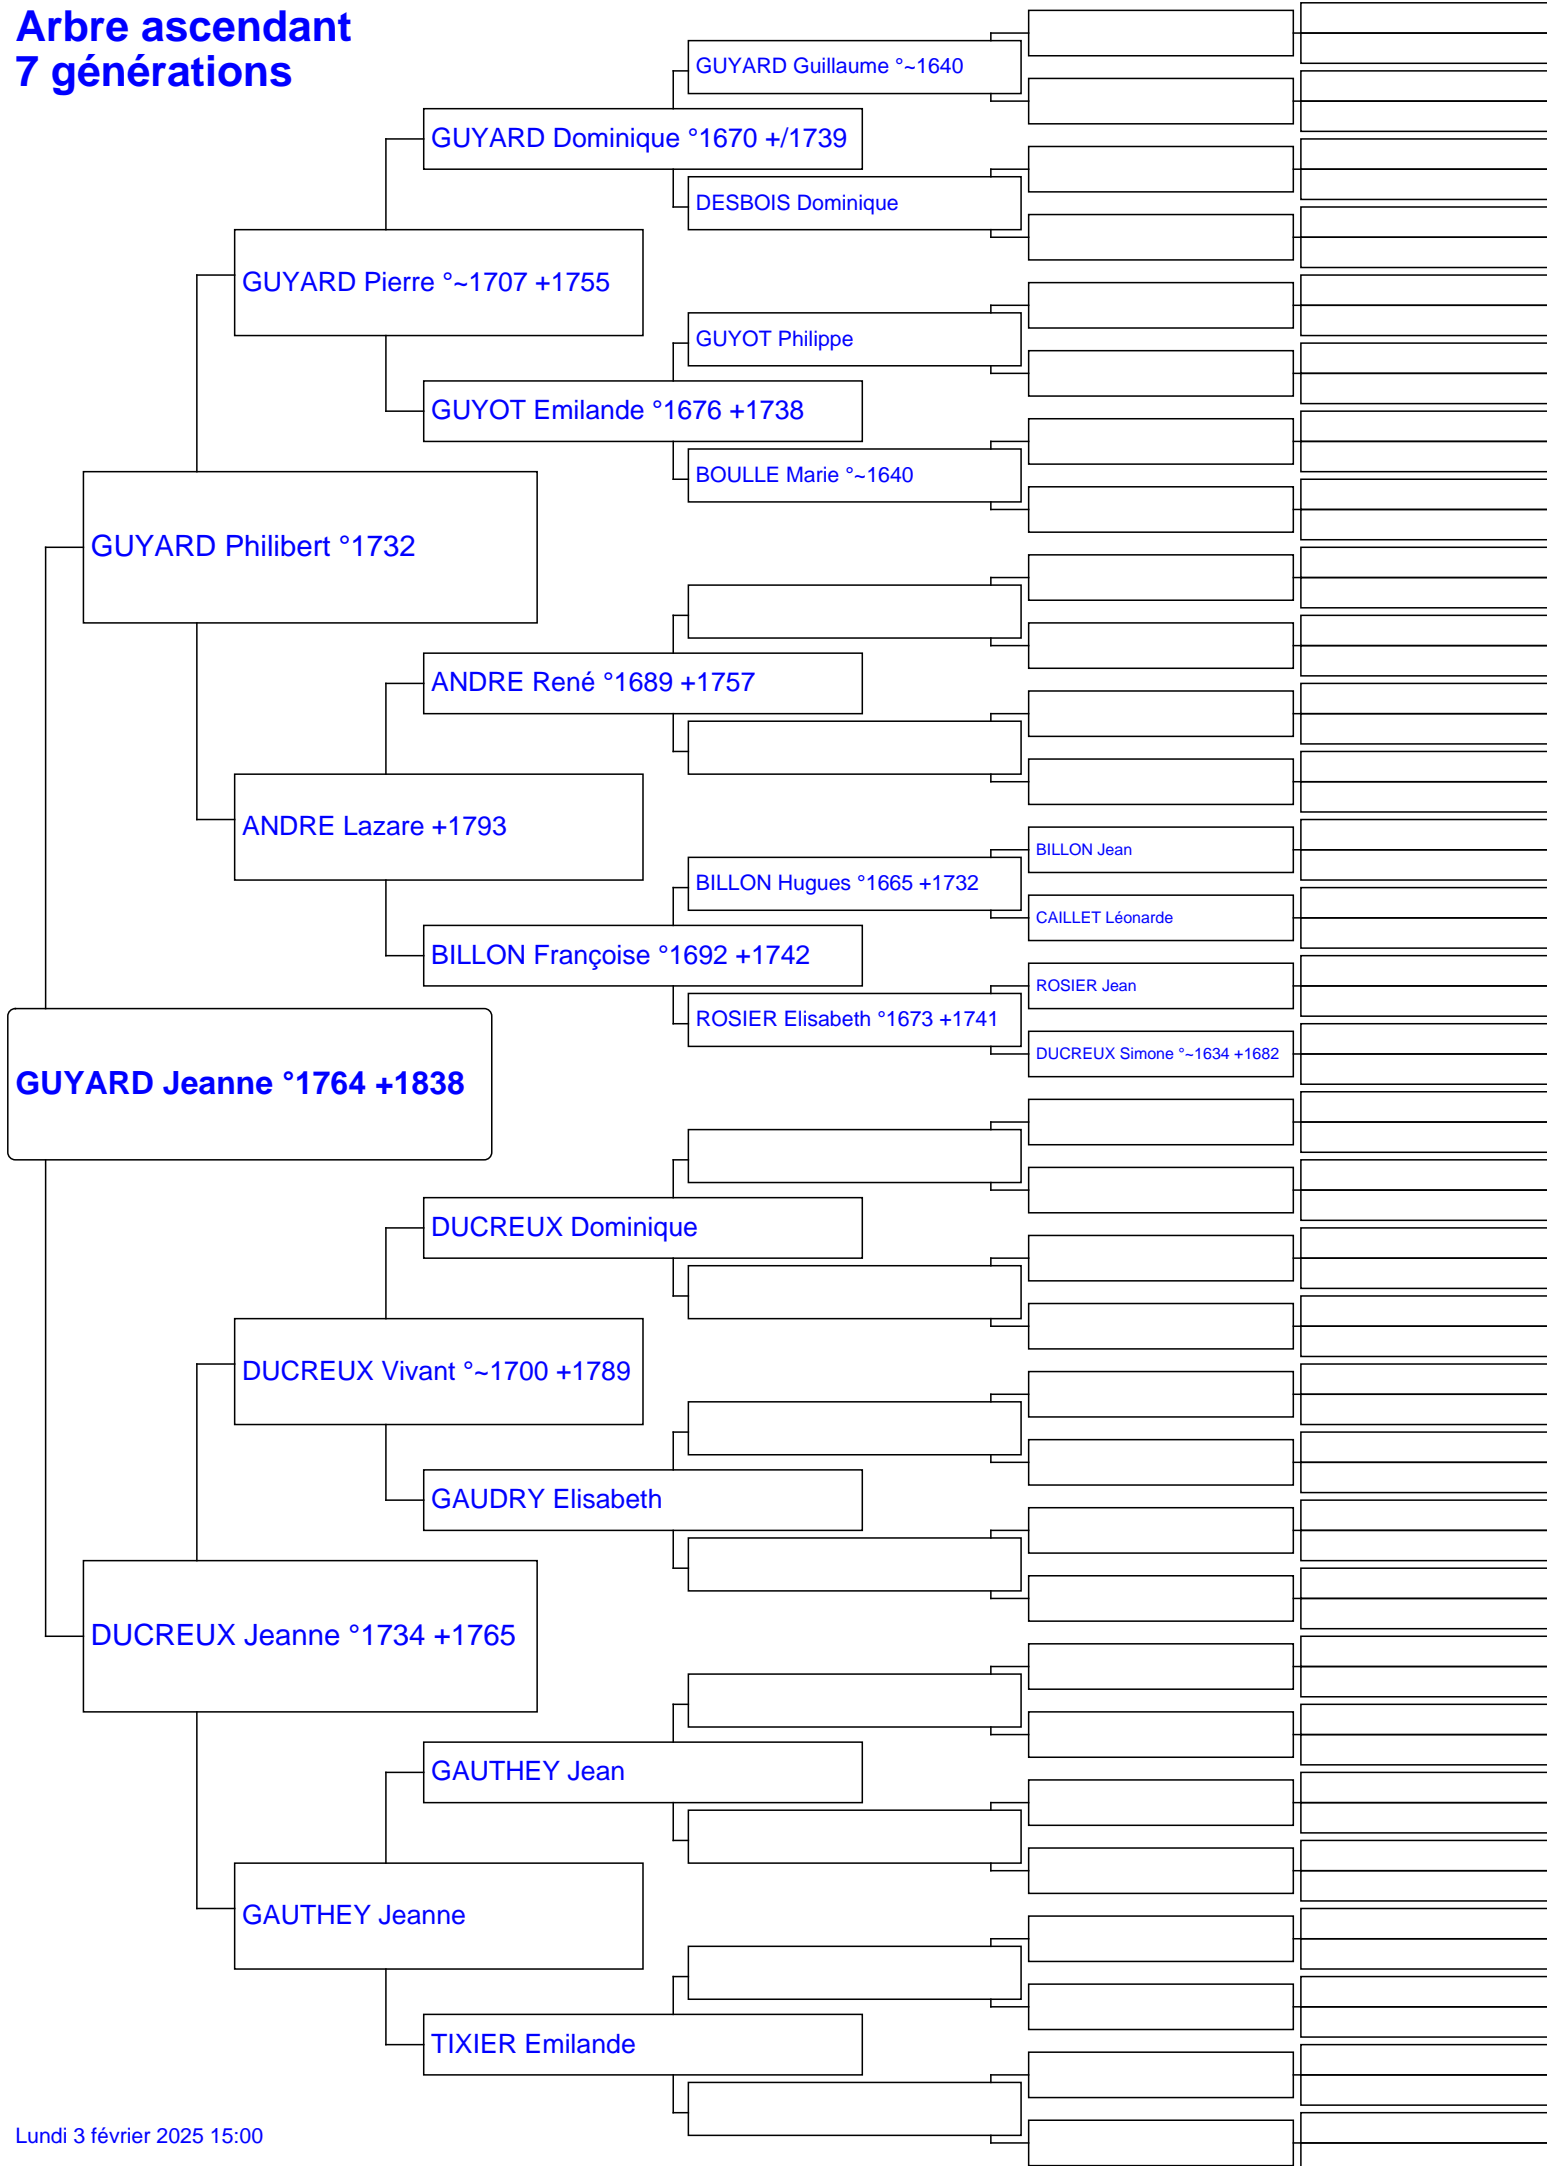 Arbre ascendant
7 générations
GUYARD Guillaume °~1640
GUYARD Dominique °1670 +/1739
DESBOIS Dominique
GUYARD Pierre °~1707 +1755
GUYOT Philippe
GUYOT Emilande °1676 +1738
BOULLE Marie °~1640
GUYARD Philibert °1732
ANDRE René °1689 +1757
ANDRE Lazare +1793
BILLON Jean
BILLON Hugues °1665 +1732
CAILLET Léonarde
BILLON Françoise °1692 +1742
ROSIER Jean
ROSIER Elisabeth °1673 +1741
DUCREUX Simone °~1634 +1682
GUYARD Jeanne °1764 +1838
DUCREUX Dominique
DUCREUX Vivant °~1700 +1789
GAUDRY Elisabeth
DUCREUX Jeanne °1734 +1765
GAUTHEY Jean
GAUTHEY Jeanne
TIXIER Emilande
Lundi 3 février 2025 15:00